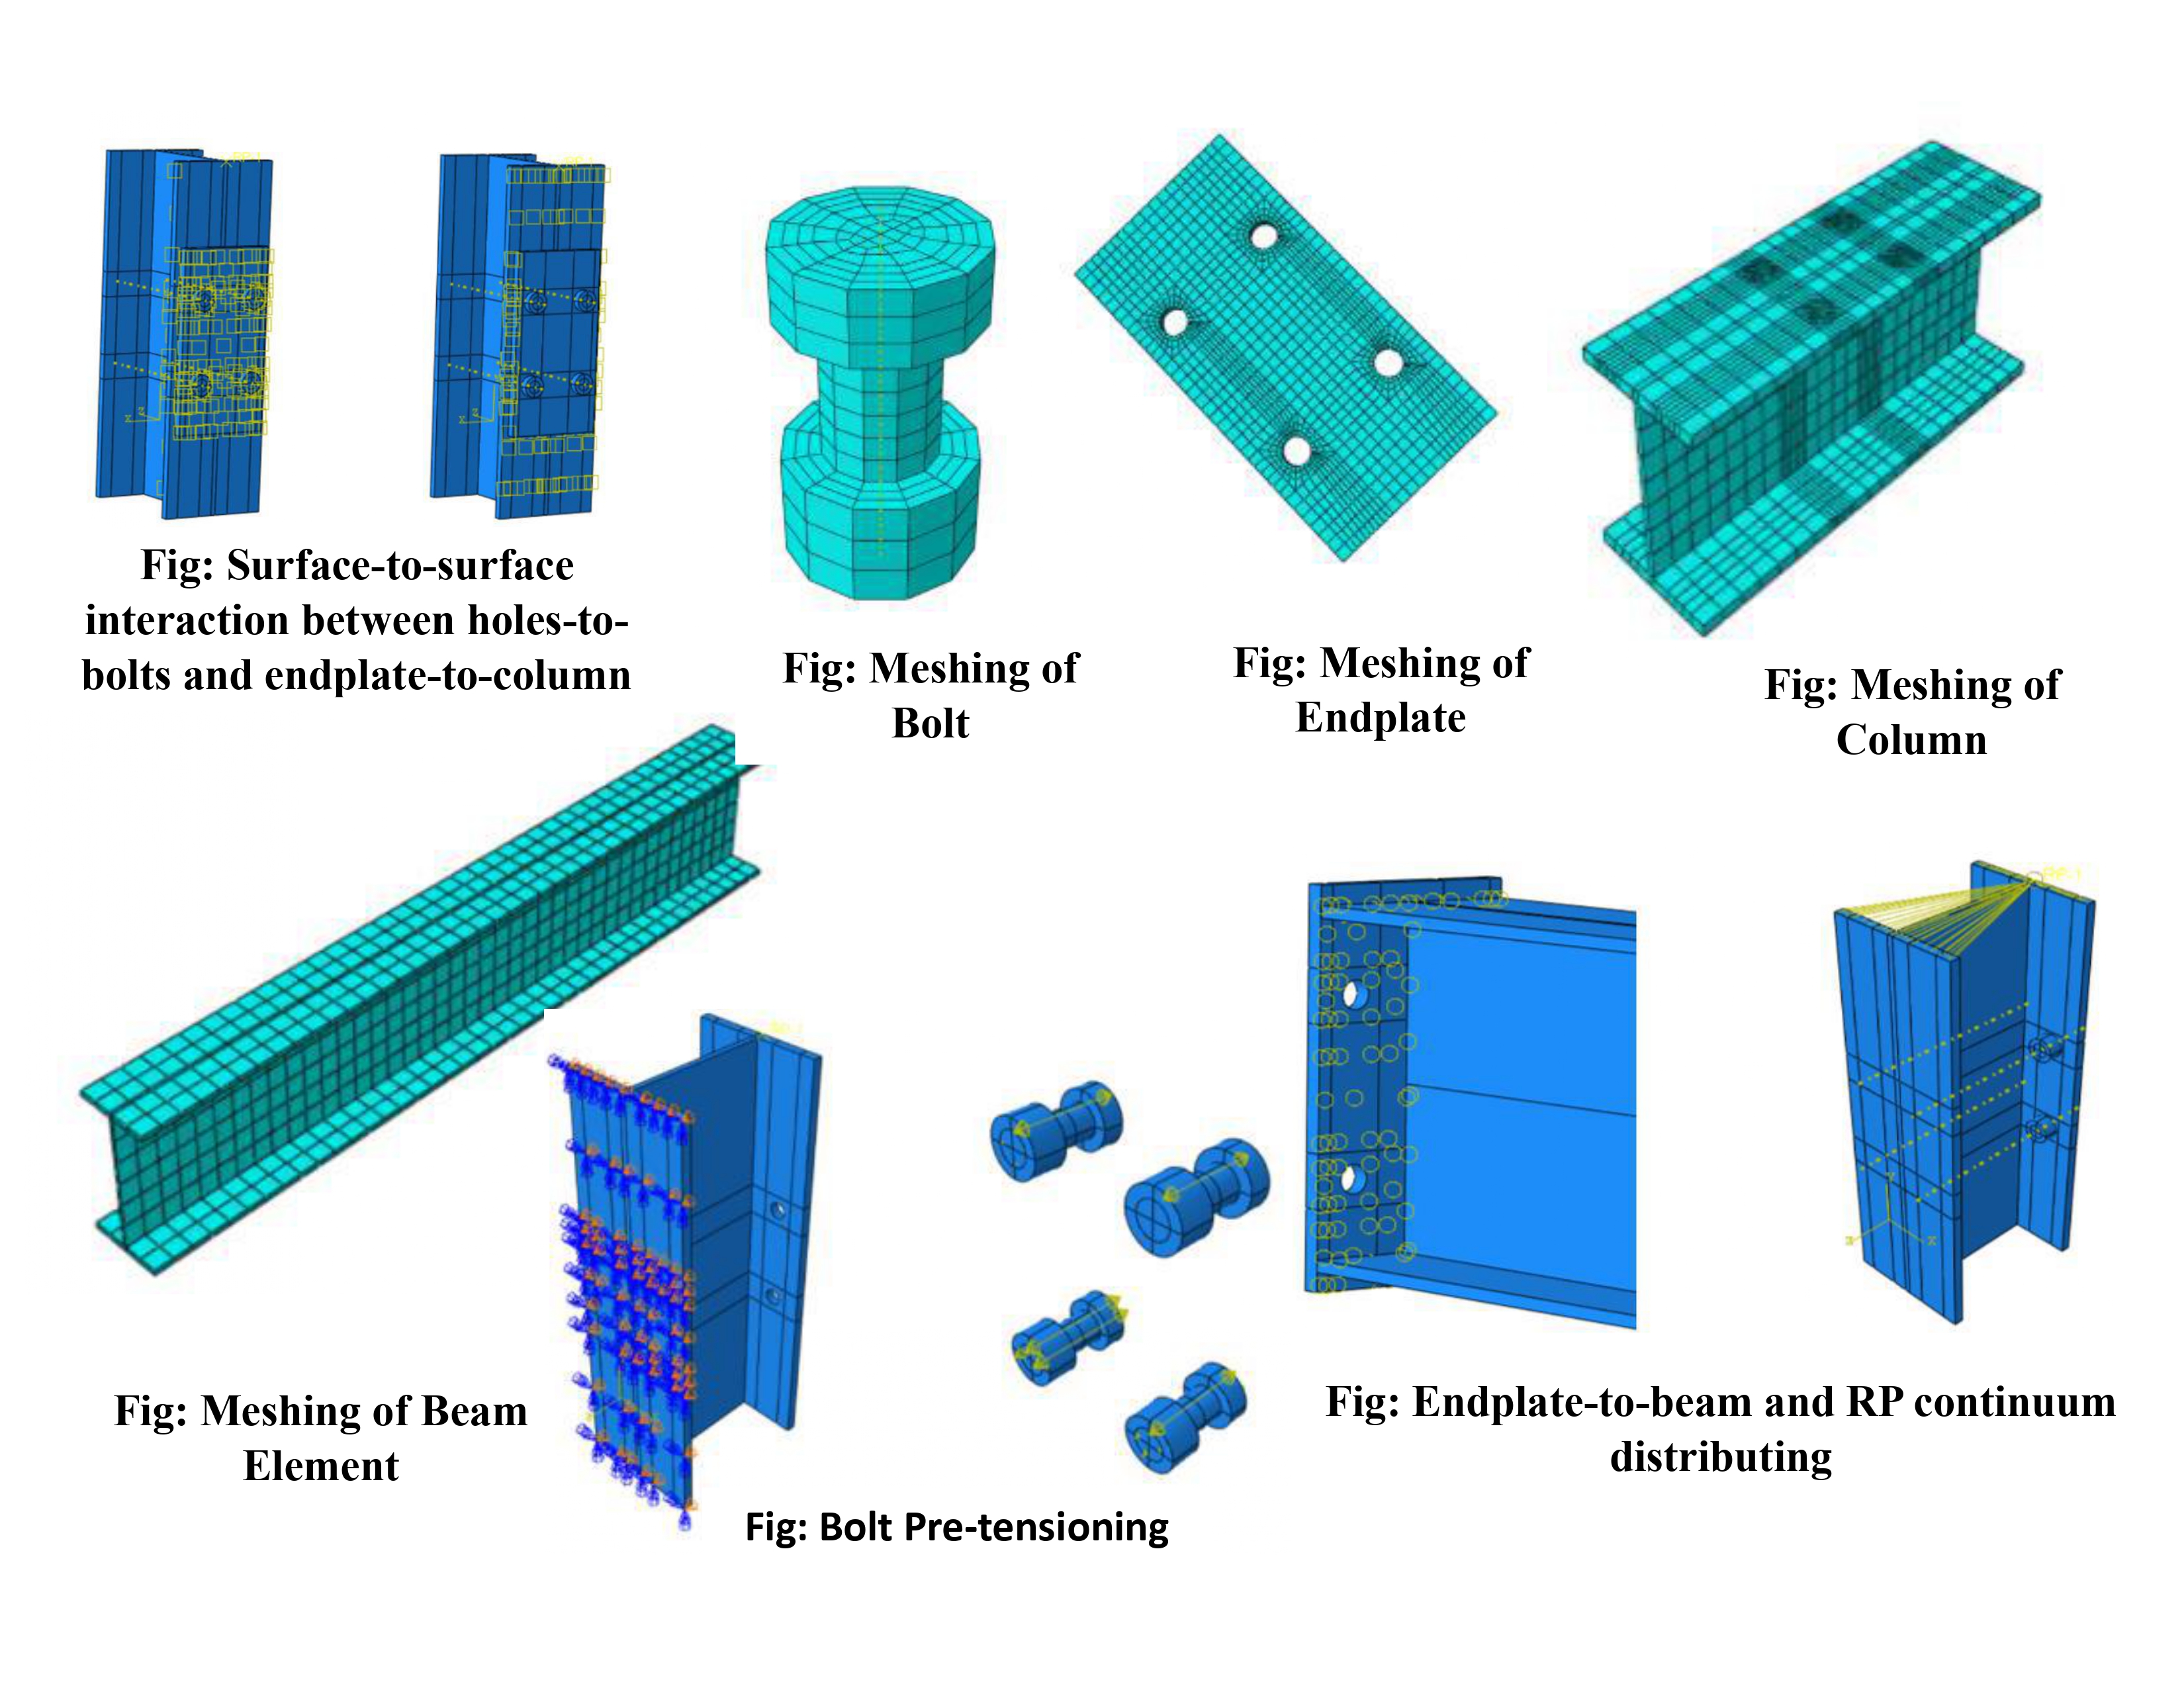 Fig: Surface-to-surface
interaction between holes-to-
bolts and endplate-to-column
Fig: Meshing of
Bolt
Fig: Meshing of
Endplate
Fig: Meshing of
Column
Fig: Meshing of Beam
Element
Fig: Bolt Pre-tensioning
Fig: Endplate-to-beam and RP continuum
distributing